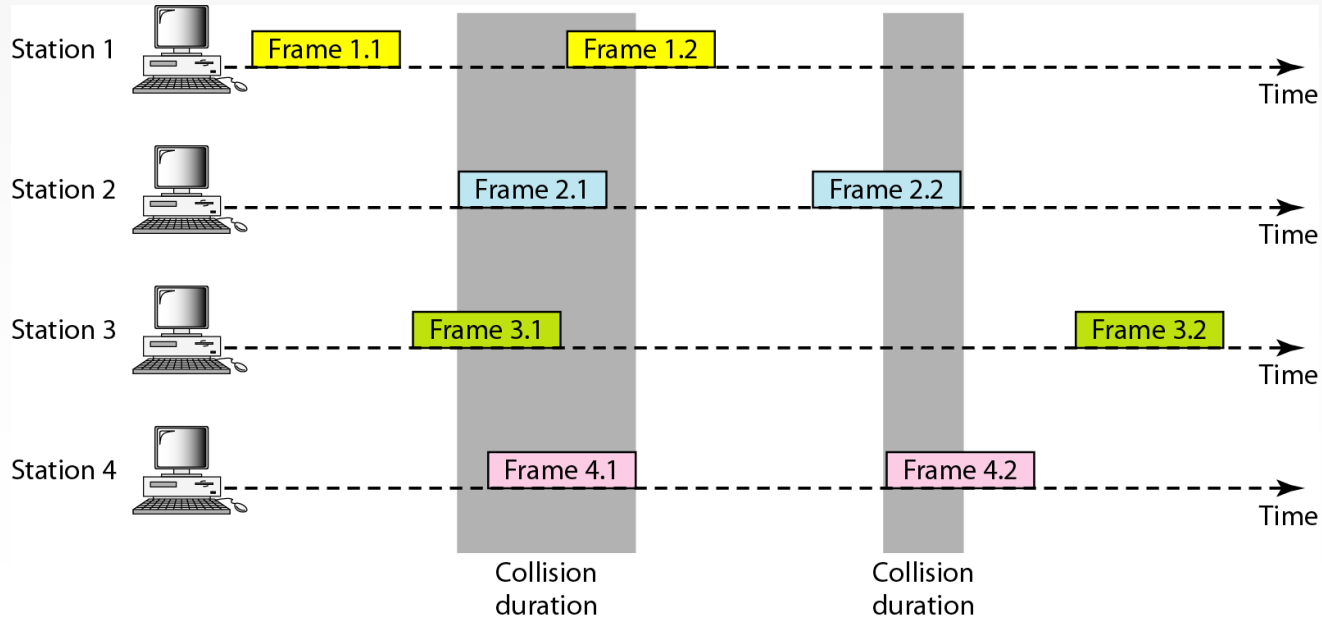 Station 1
Frame 1.1
Frame 1.2
Time
Station 2
Frame 2.1
Frame 2.2
Time
Station 3
Frame 3.1
Frame 3.2
Time
Station 4
Frame 4.1
Frame 4.2
Time
Collision
duration
Collision
duration